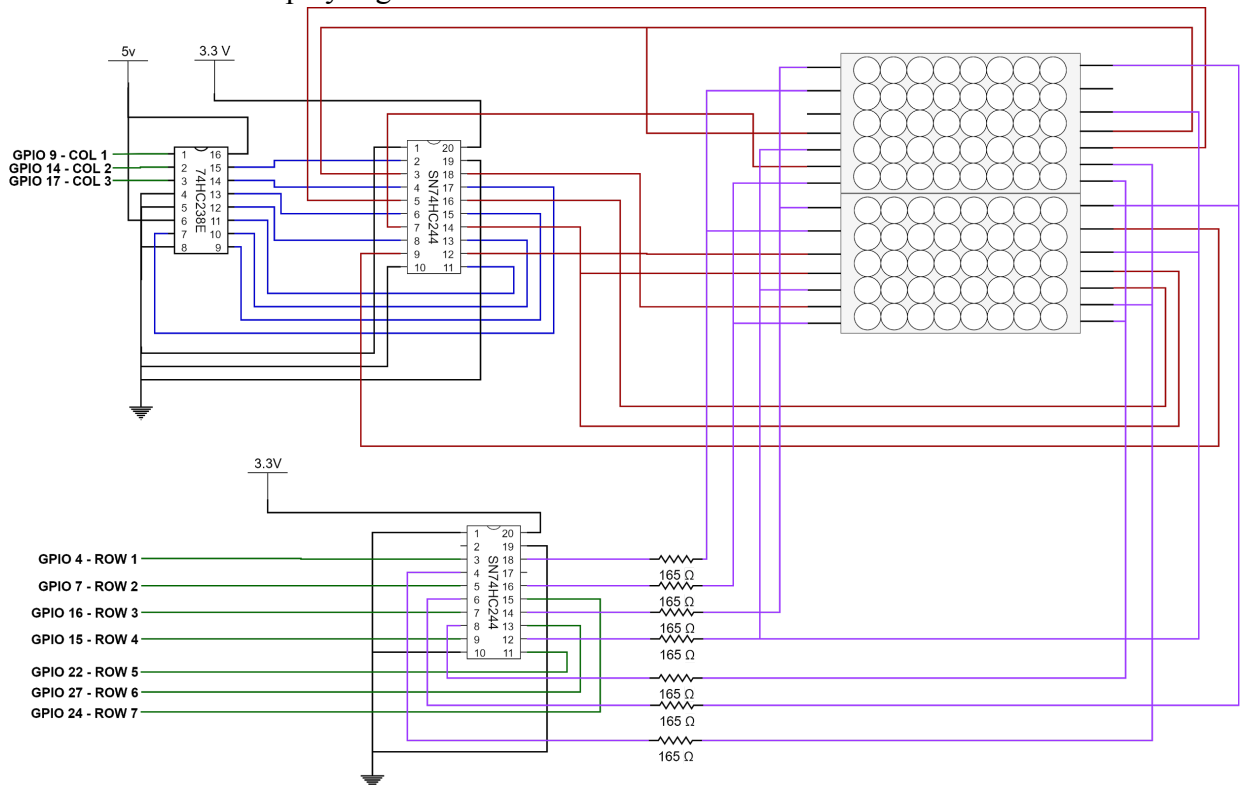 5v
3.3 V
GPIO 9 - COL 1
GPIO 14 - COL 2
GPIO 17 - COL 3
1 16
2 15
3 14
4 13
5 12
6 11
7 10
8 9
74HC238E
1 20
2 19
3 18
4 17
5 16
6 15
7 14
8 13
9 12
10 11
SN74HC244
3.3V
GPIO 4 - ROW 1
GPIO 7 - ROW 2
GPIO 16 - ROW 3
GPIO 15 - ROW 4
GPIO 22 - ROW 5
GPIO 27 - ROW 6
GPIO 24 - ROW 7
1 20
2 19
3 18
4 17
5 16
6 15
7 14
8 13
9 12
10 11
SN74HC244
165 Ω
165 Ω
165 Ω
165 Ω
165 Ω
165 Ω
165 Ω